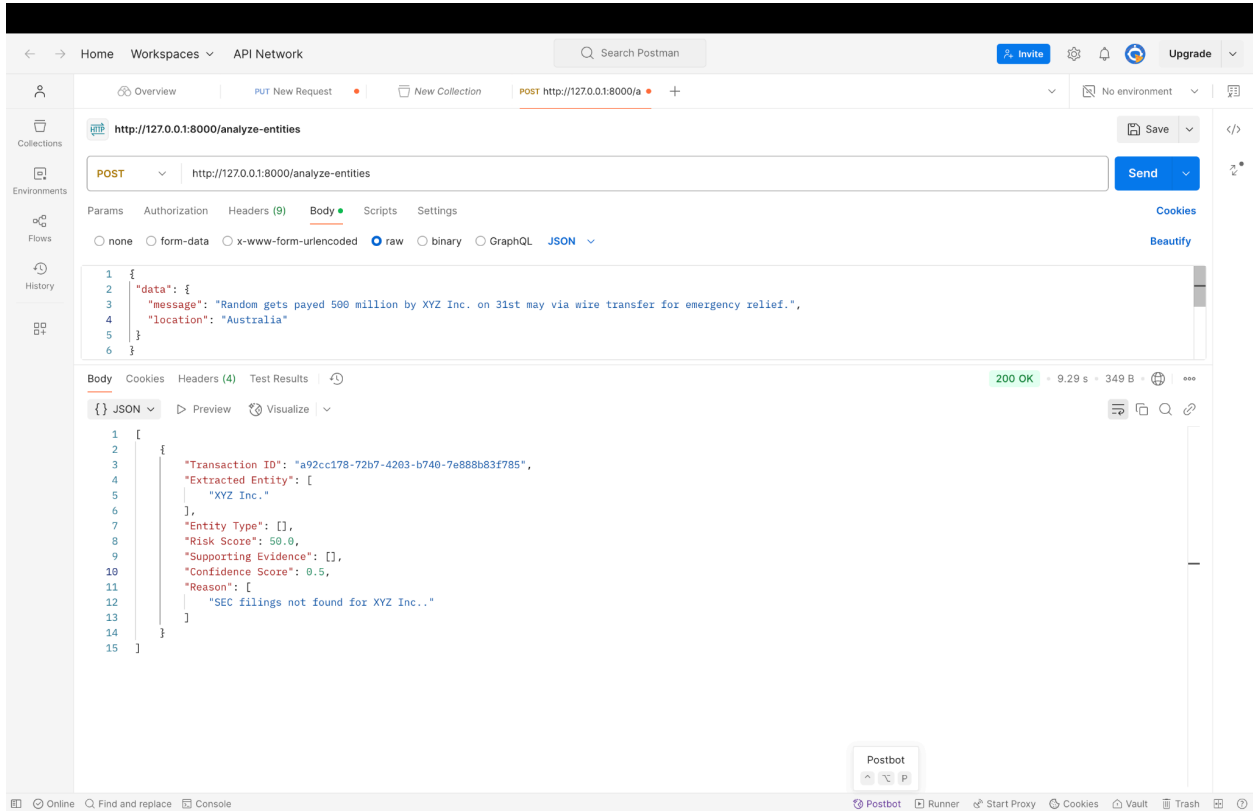 Home Workspaces API Network Search Postman Invite Upgrade
Overview PUT New Request New Collection POST http://127.0.0.1:8000/a No environment
Collections
Environments
Flows
History
HTTP http://127.0.0.1:8000/analyze-entities Save
POST http://127.0.0.1:8000/analyze-entities Send
Params Authorization Headers (9) Body Scripts Settings Cookies
none form-data x-www-form-urlencoded raw binary GraphQL JSON Beautify
1 {
2 "data": {
3 "message": "Random gets payed 500 million by XYZ Inc. on 31st may via wire transfer for emergency relief.",
4 "location": "Australia"
5 }
6 }
Body Cookies Headers (4) Test Results 200 OK 9.29 s 349 B
{} JSON Preview Visualize
1 [
2 {
3 "Transaction ID": "a92cc178-72b7-4203-b740-7e888b83f785",
4 "Extracted Entity": [
5 "XYZ Inc."
6 ],
7 "Entity Type": [],
8 "Risk Score": 50.0,
9 "Supporting Evidence": [],
10 "Confidence Score": 0.5,
11 "Reason": [
12 "SEC filings not found for XYZ Inc.."
13 ]
14 }
15 ]
Postbot
^ ⌥ P
Online Find and replace Console Postbot Runner Start Proxy Cookies Vault Trash